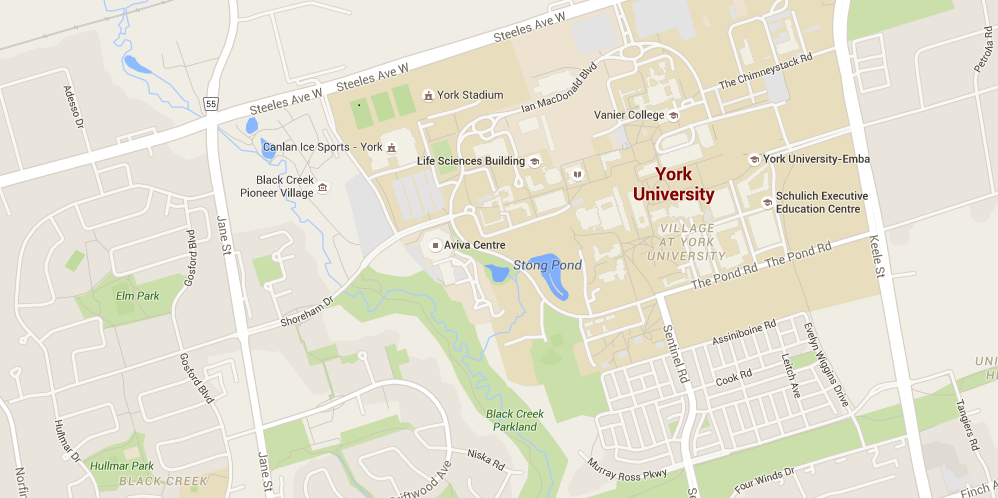 Steeles Ave W
Petrolia Rd
The Chimneystack Rd
Steeles Ave W
Ian MacDonald Blvd
Adesso Dr
York Stadium
Steeles Ave W
55
Vanier College
Canlan Ice Sports - York
Life Sciences Building
York University-Emba
York
University
Black Creek
Pioneer Village
Schulich Executive
Education Centre
Jane St
VILLAGE
AT YORK
UNIVERSITY
Gosford Blvd
Aviva Centre
The Pond Rd
The Pond Rd
Keele St
Stong Pond
Elm Park
Shoreham Dr
Assiniboine Rd
Evelyn Wiggins Drive
Sentinel Rd
Gosford Blvd
Leitch Ave
Cook Rd
Black Creek
Parkland
Hullmar Dr
Tangiers Rd
Niska Rd
Murray Ross Pkwy
Hullmar Park
Jane St
Four Winds Dr
BLACK CREEK